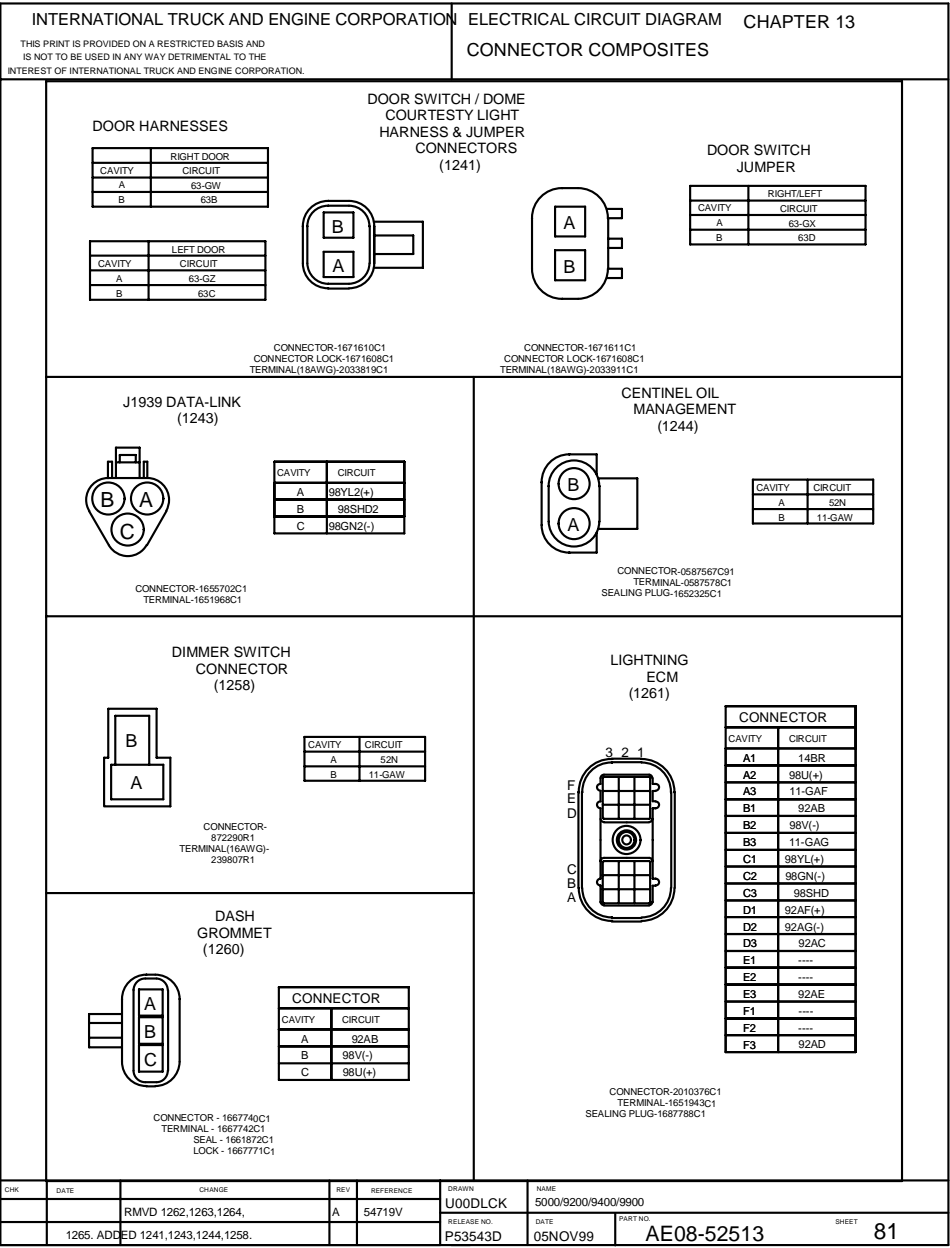 INTERNATIONAL TRUCK AND ENGINE CORPORATION
THIS PRINT IS PROVIDED ON A RESTRICTED BASIS AND
IS NOT TO BE USED IN ANY WAY DETRIMENTAL TO THE
INTEREST OF INTERNATIONAL TRUCK AND ENGINE CORPORATION.
ELECTRICAL CIRCUIT DIAGRAM CHAPTER 13
CONNECTOR COMPOSITES
DOOR SWITCH / DOME
COURTESTY LIGHT
HARNESS & JUMPER
CONNECTORS
(1241)
DOOR HARNESSES
RIGHT DOOR
CAVITY CIRCUIT
A 63-GW
B 63B
LEFT DOOR
CAVITY CIRCUIT
A 63-GZ
B 63C
B
A
CONNECTOR-1671610C1
CONNECTOR LOCK-1671608C1
TERMINAL(18AWG)-2033819C1
A
B
CONNECTOR-1671611C1
CONNECTOR LOCK-1671608C1
TERMINAL(18AWG)-2033911C1
DOOR SWITCH
JUMPER
RIGHT/LEFT
CAVITY CIRCUIT
A 63-GX
B 63D
J1939 DATA-LINK
(1243)
B A
C
CAVITY CIRCUIT
A 98YL2(+)
B 98SHD2
C 98GN2(-)
CONNECTOR-1655702C1
TERMINAL-1651968C1
CENTINEL OIL
MANAGEMENT
(1244)
B
A
CAVITY CIRCUIT
A 52N
B 11-GAW
CONNECTOR-0587567C91
TERMINAL-0587578C1
SEALING PLUG-1652325C1
DIMMER SWITCH
CONNECTOR
(1258)
B
A
CAVITY CIRCUIT
A 52N
B 11-GAW
CONNECTOR-
872290R1
TERMINAL(16AWG)-
239807R1
DASH
GROMMET
(1260)
A
B
C
CONNECTOR
CAVITY CIRCUIT
A 92AB
B 98V(-)
C 98U(+)
CONNECTOR - 1667740C1
TERMINAL - 1667742C1
SEAL - 1661872C1
LOCK - 1667771C1
LIGHTNING
ECM
(1261)
3 2 1
F
E
D
C
B
A
CONNECTOR
CAVITY CIRCUIT
A1 14BR
A2 98U(+)
A3 11-GAF
B1 92AB
B2 98V(-)
B3 11-GAG
C1 98YL(+)
C2 98GN(-)
C3 98SHD
D1 92AF(+)
D2 92AG(-)
D3 92AC
E1 ----
E2 ----
E3 92AE
F1 ----
F2 ----
F3 92AD
CONNECTOR-2010376C1
TERMINAL-1651943C1
SEALING PLUG-1687788C1
CHK DATE CHANGE REV REFERENCE
RMVD 1262,1263,1264, A 54719V
1265. ADDED 1241,1243,1244,1258.
DRAWN
U00DLCK
NAME
5000/9200/9400/9900
RELEASE NO.
P53543D
DATE
05NOV99
PART NO.
AE08-52513
SHEET 81